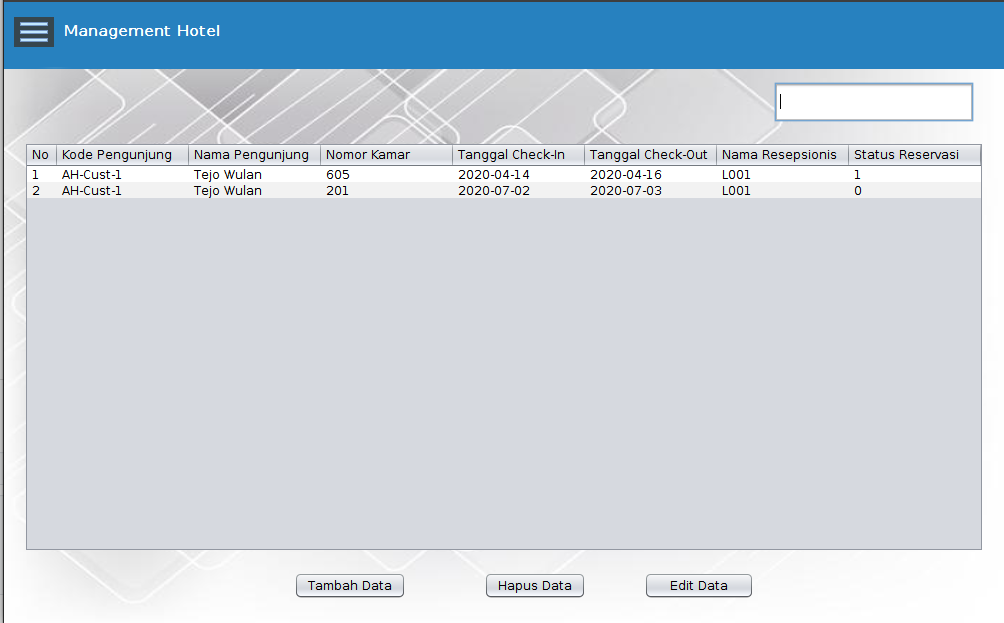 Management Hotel
No Kode Pengunjung Nama Pengunjung Nomor Kamar Tanggal Check-In Tanggal Check-Out Nama Resepsionis Status Reservasi
1 AH-Cust-1 Tejo Wulan 605 2020-04-14 2020-04-16 L001 1
2 AH-Cust-1 Tejo Wulan 201 2020-07-02 2020-07-03 L001 0
Tambah Data Hapus Data Edit Data